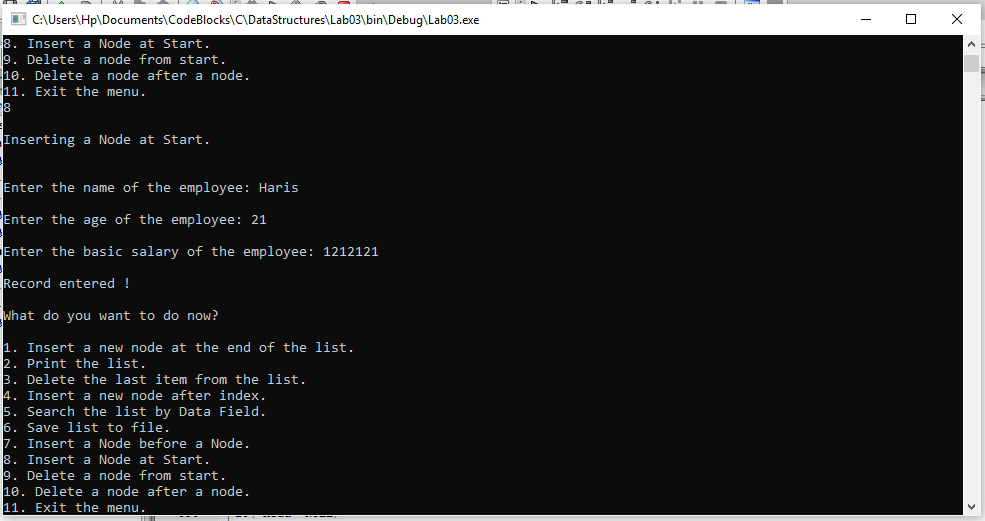 C:\Users\Hp\Documents\CodeBlocks\C\DataStructures\Lab03\bin\Debug\Lab03.exe
8. Insert a Node at Start.
9. Delete a node from start.
10. Delete a node after a node.
11. Exit the menu.
8
Inserting a Node at Start.
Enter the name of the employee: Haris
Enter the age of the employee: 21
Enter the basic salary of the employee: 1212121
Record entered !
What do you want to do now?
1. Insert a new node at the end of the list.
2. Print the list.
3. Delete the last item from the list.
4. Insert a new node after index.
5. Search the list by Data Field.
6. Save list to file.
7. Insert a Node before a Node.
8. Insert a Node at Start.
9. Delete a node from start.
10. Delete a node after a node.
11. Exit the menu.